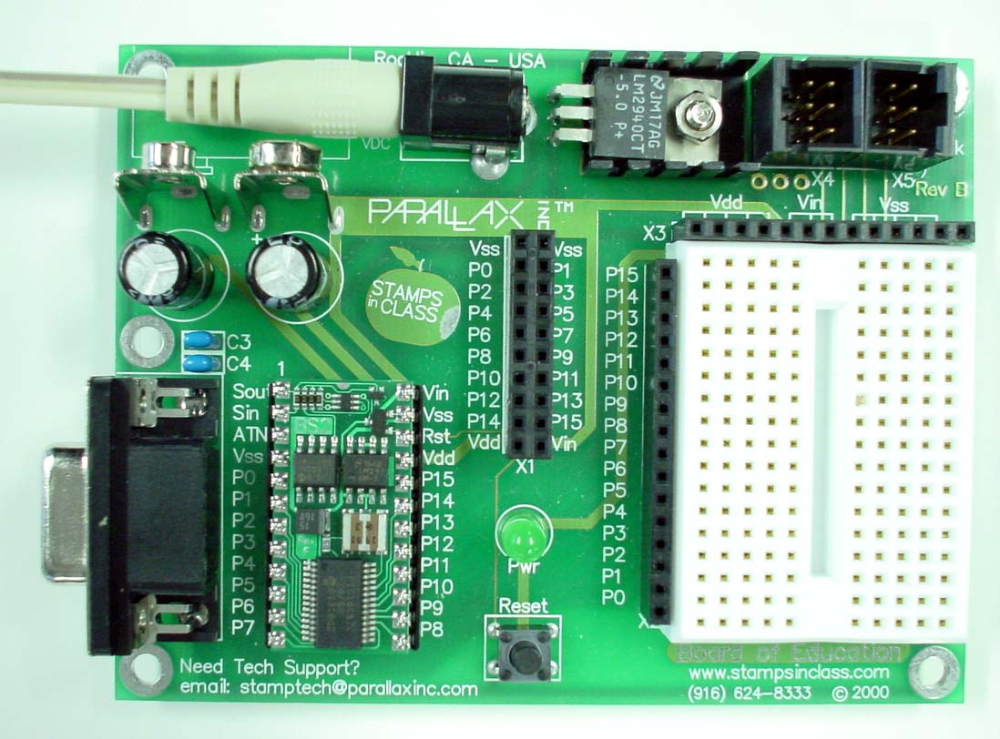 CA - USA
VDC
JM17AG
LM2940CT
-5.0 P+
X4
X5
Rev B
PARALLAX INC™
Vdd
Vin
Vss
X3
STAMPS
in CLASS
Vss Vss
P0 P1
P2 P3
P4 P5
P6 P7
P8 P9
P10 P11
P12 P13
P14 P15
Vdd Vin
X1
P15
P14
P13
P12
P11
P10
P9
P8
P7
P6
P5
P4
P3
P2
P1
P0
+
C3
C4
1
Sout Vin
Sin Vss
ATN Rst
Vss Vdd
P0 P15
P1 P14
P2 P13
P3 P12
P4 P11
P5 P10
P6 P9
P7 P8
BS2
Pwr
Reset
Need Tech Support?
email: stamptech@parallaxinc.com
Board of Education
www.stampsinclass.com
(916) 624-8333 © 2000